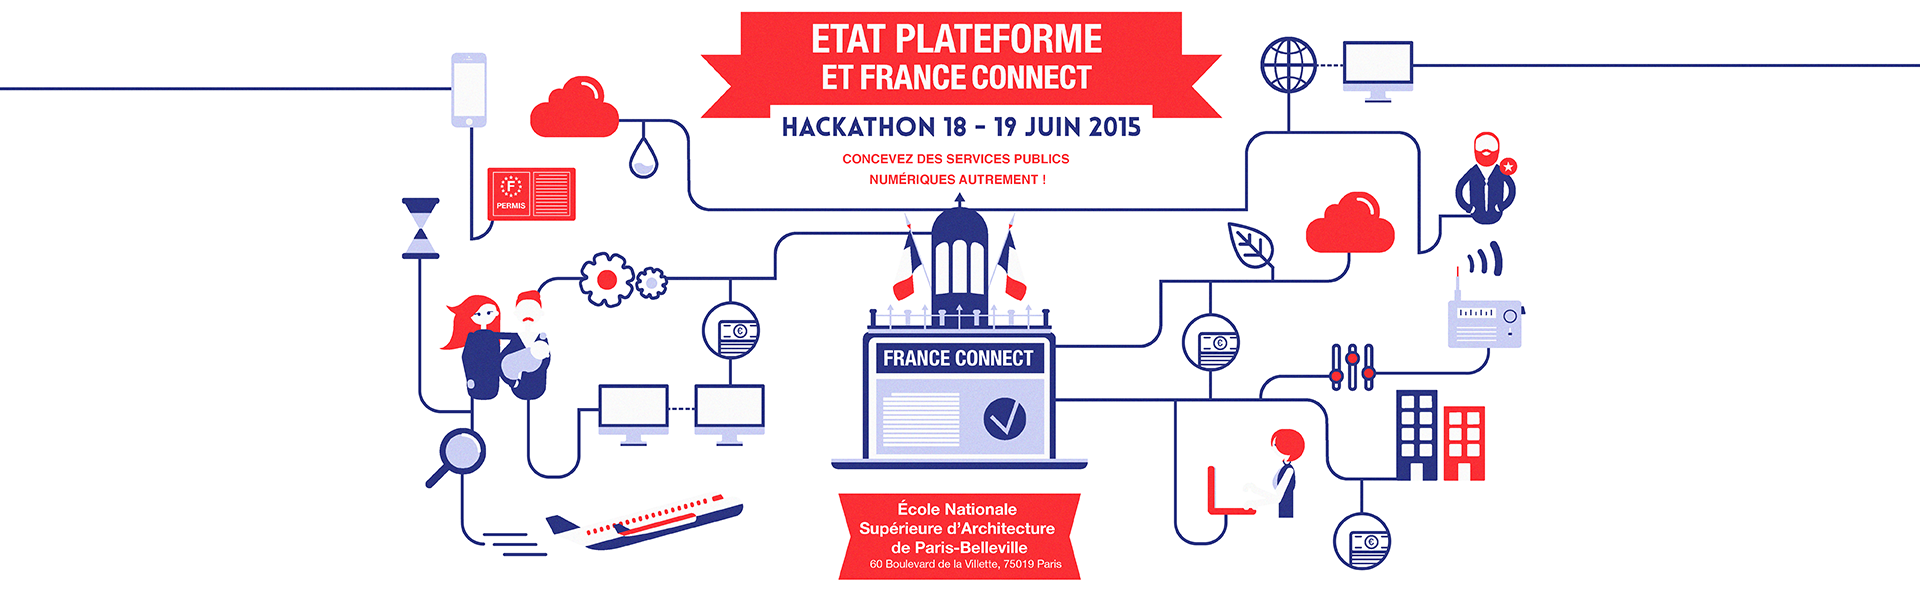 ETAT PLATEFORME
ET FRANCE CONNECT
HACKATHON 18 - 19 JUIN 2015
CONCEVEZ DES SERVICES PUBLICS
NUMÉRIQUES AUTREMENT !
F
PERMIS
€
€
FRANCE CONNECT
€
École Nationale
Supérieure d'Architecture
de Paris-Belleville
60 Boulevard de la Villette, 75019 Paris